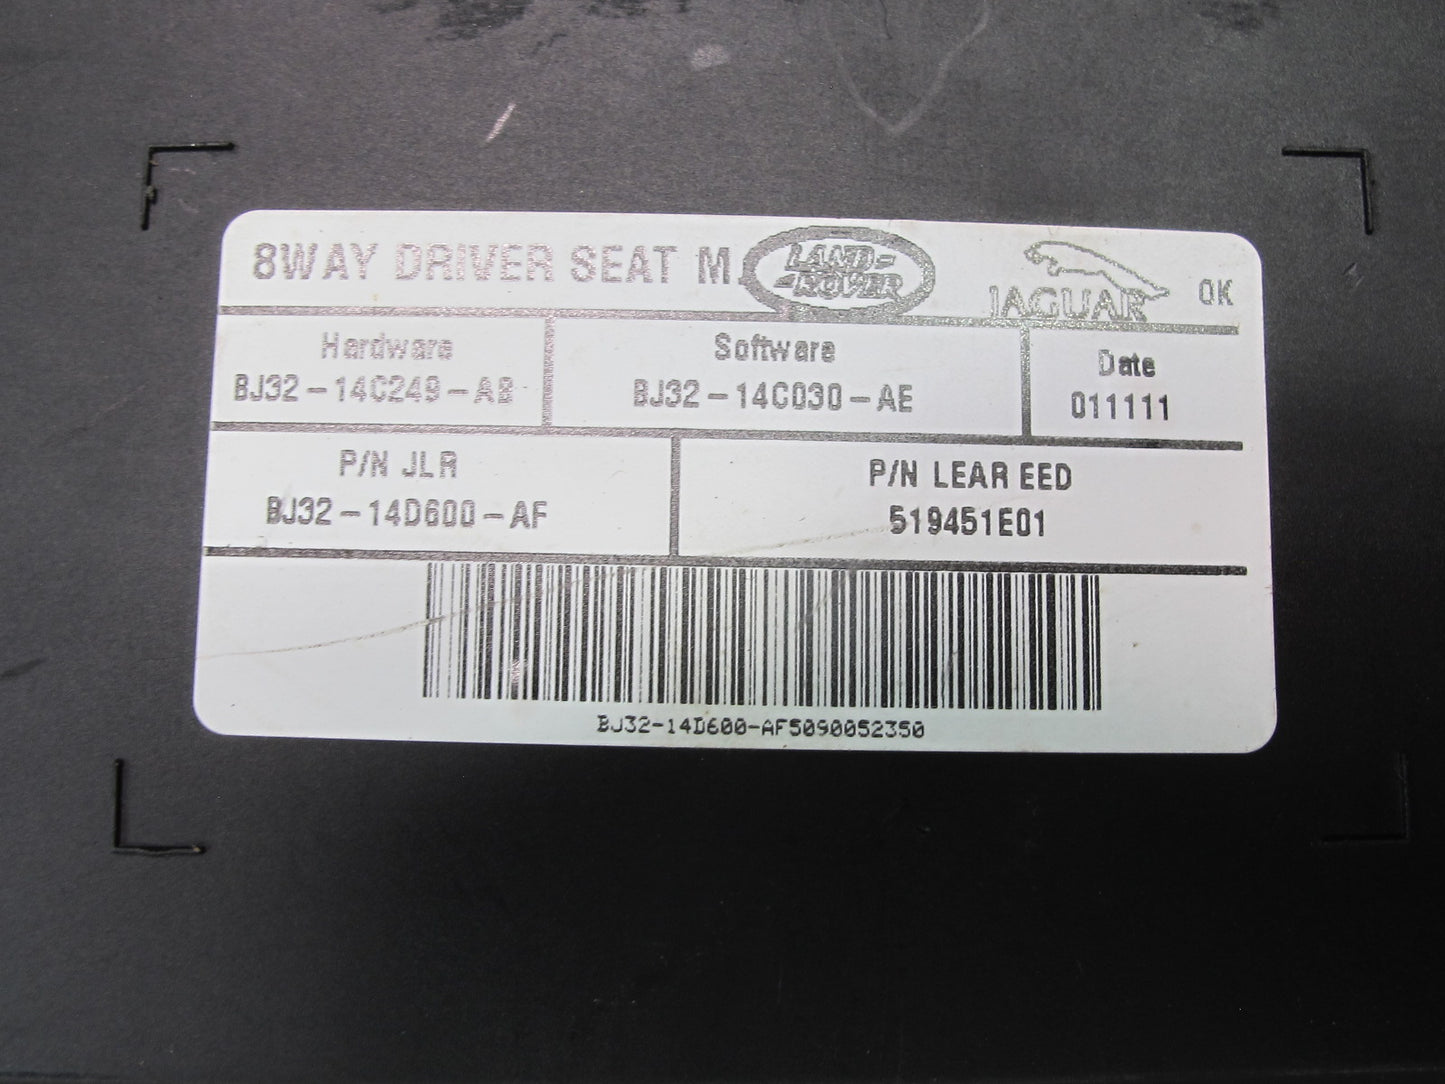 8WAY DRIVER SEAT M LAND-
-ROVER JAGUAR OK
Hardware Software Date
BJ32-14C249-AB BJ32-14C030-AE 011111
P/N JLR P/N LEAR EED
BJ32-14D600-AF 519451E01
BJ32-14D600-AF5090052350